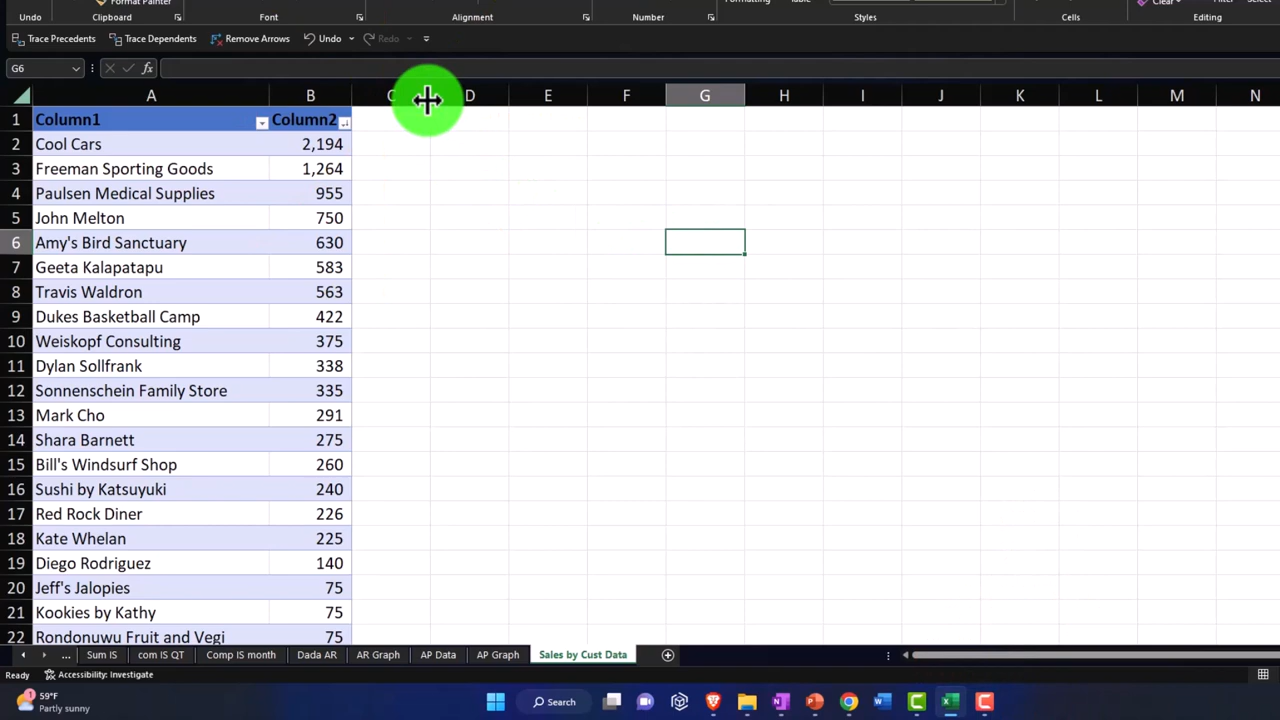 Format Painter
Formatting Table
Clear Filter
Undo Clipboard Font Alignment Number Styles Cells Editing
Trace Precedents Trace Dependents Remove Arrows Undo Redo
G6 fx
A B C D E F G H I J K L M N
1 Column1 Column2
2 Cool Cars 2,194
3 Freeman Sporting Goods 1,264
4 Paulsen Medical Supplies 955
5 John Melton 750
6 Amy's Bird Sanctuary 630
7 Geeta Kalapatapu 583
8 Travis Waldron 563
9 Dukes Basketball Camp 422
10 Weiskopf Consulting 375
11 Dylan Sollfrank 338
12 Sonnenschein Family Store 335
13 Mark Cho 291
14 Shara Barnett 275
15 Bill's Windsurf Shop 260
16 Sushi by Katsuyuki 240
17 Red Rock Diner 226
18 Kate Whelan 225
19 Diego Rodriguez 140
20 Jeff's Jalopies 75
21 Kookies by Kathy 75
22 Rondonuwu Fruit and Vegi 75
... Sum IS com IS QT Comp IS month Dada AR AR Graph AP Data AP Graph Sales by Cust Data
Ready Accessibility: Investigate
1 59°F
Partly sunny
Search